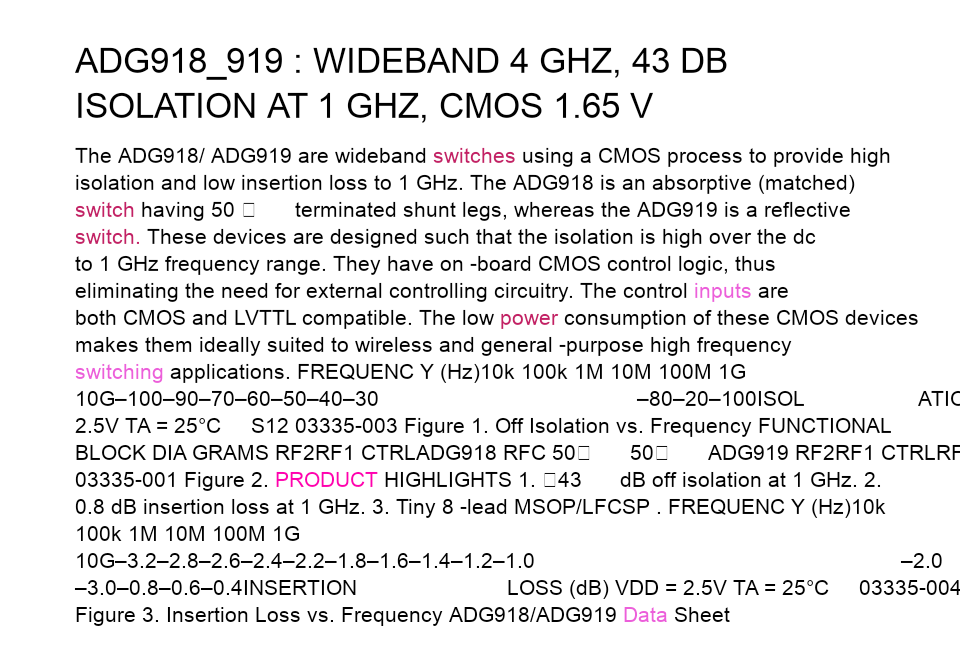 ADG918_919 : WIDEBAND 4 GHZ, 43 DB
ISOLATION AT 1 GHZ, CMOS 1.65 V
The ADG918/ ADG919 are wideband switches using a CMOS process to provide high
isolation and low insertion loss to 1 GHz. The ADG918 is an absorptive (matched)
switch having 50 □ terminated shunt legs, whereas the ADG919 is a reflective
switch. These devices are designed such that the isolation is high over the dc
to 1 GHz frequency range. They have on -board CMOS control logic, thus
eliminating the need for external controlling circuitry. The control inputs are
both CMOS and LVTTL compatible. The low power consumption of these CMOS devices
makes them ideally suited to wireless and general -purpose high frequency
switching applications. FREQUENC Y (Hz)10k 100k 1M 10M 100M 1G
10G–100–90–70–60–50–40–30 –80–20–100ISOL
2.5V TA = 25°C S12 03335-003 Figure 1. Off Isolation vs. Frequency FUNCTIONAL
BLOCK DIA GRAMS RF2RF1 CTRLADG918 RFC 50□ 50□ ADG919 RF2RF1
03335-001 Figure 2. PRODUCT HIGHLIGHTS 1. □43 dB off isolation at 1 GHz. 2.
0.8 dB insertion loss at 1 GHz. 3. Tiny 8 -lead MSOP/LFCSP . FREQUENC Y (Hz)10k
100k 1M 10M 100M 1G
10G–3.2–2.8–2.6–2.4–2.2–1.8–1.6–1.4–1.2–1.0 –2.0
–3.0–0.8–0.6–0.4INSERTION LOSS (dB) VDD = 2.5V TA = 25°C 03335-004
Figure 3. Insertion Loss vs. Frequency ADG918/ADG919 Data Sheet